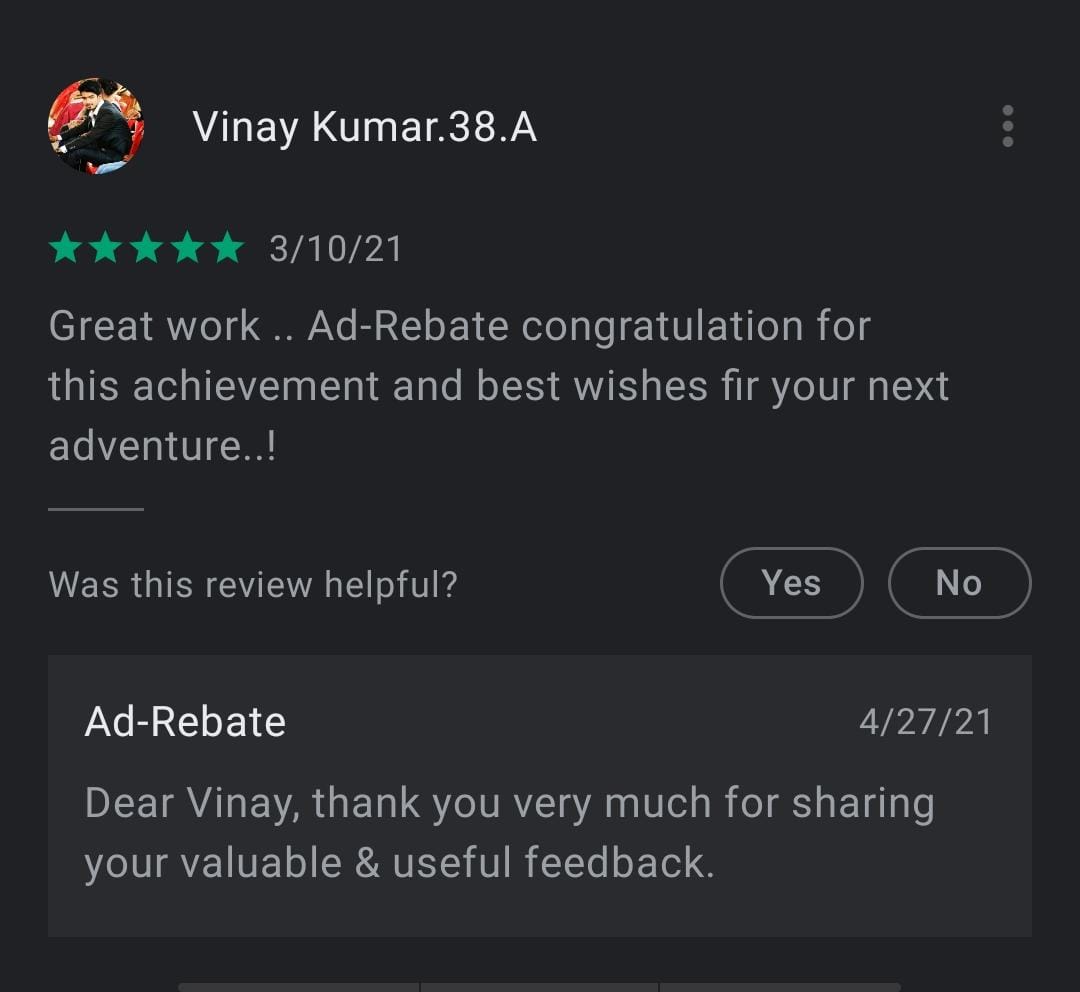 Vinay Kumar.38.A
3/10/21
Great work .. Ad-Rebate congratulation for
this achievement and best wishes fir your next
adventure..!
Was this review helpful?
Yes
No
Ad-Rebate
4/27/21
Dear Vinay, thank you very much for sharing
your valuable & useful feedback.